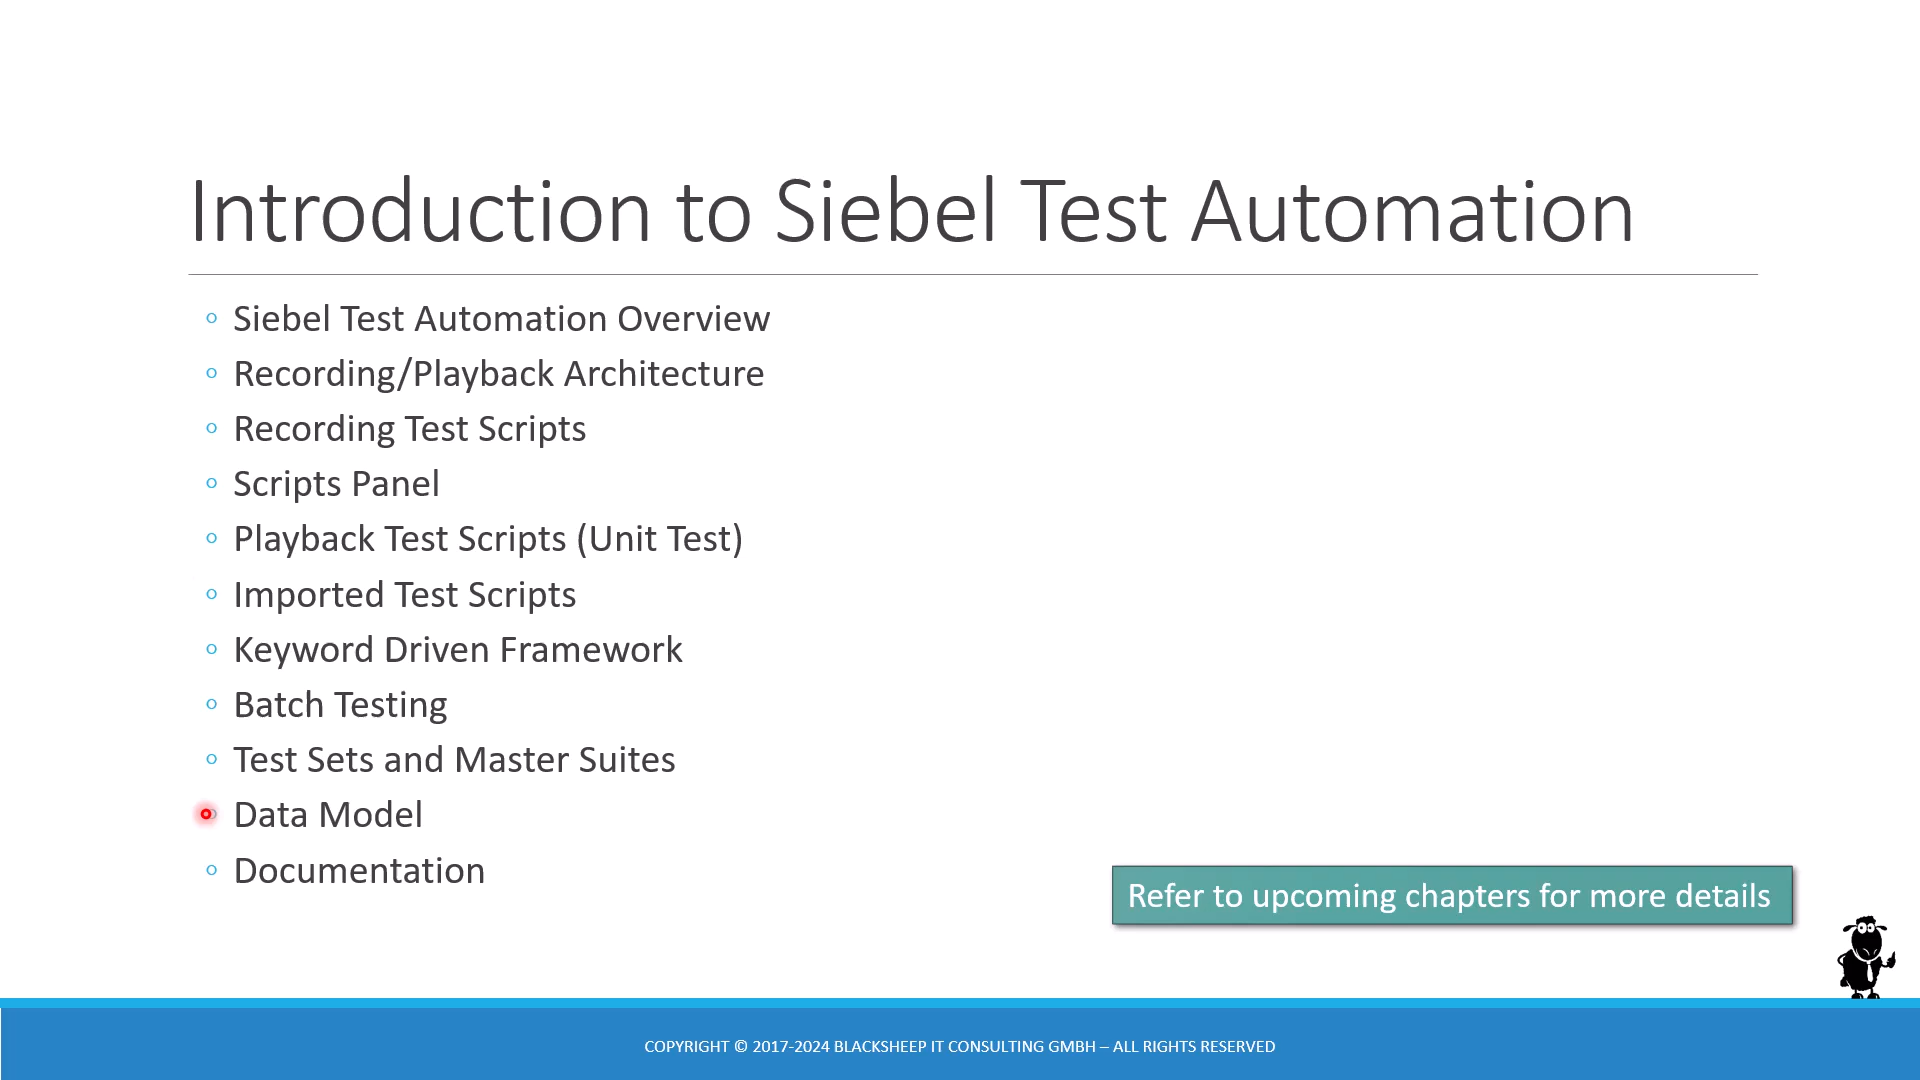 Introduction to Siebel Test Automation
Siebel Test Automation Overview
Recording/Playback Architecture
Recording Test Scripts
Scripts Panel
Playback Test Scripts (Unit Test)
Imported Test Scripts
Keyword Driven Framework
Batch Testing
Test Sets and Master Suites
Data Model
Documentation
Refer to upcoming chapters for more details
COPYRIGHT © 2017-2024 BLACKSHEEP IT CONSULTING GMBH – ALL RIGHTS RESERVED